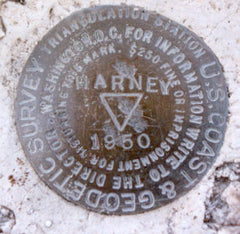 U.S. COAST & GEODETIC SURVEY
TRIANGULATION STATION
FOR INFORMATION WRITE TO THE DIRECTOR, WASHINGTON, D.C.
$250 FINE OR IMPRISONMENT FOR DISTURBING THIS MARK.
HARNEY
1950